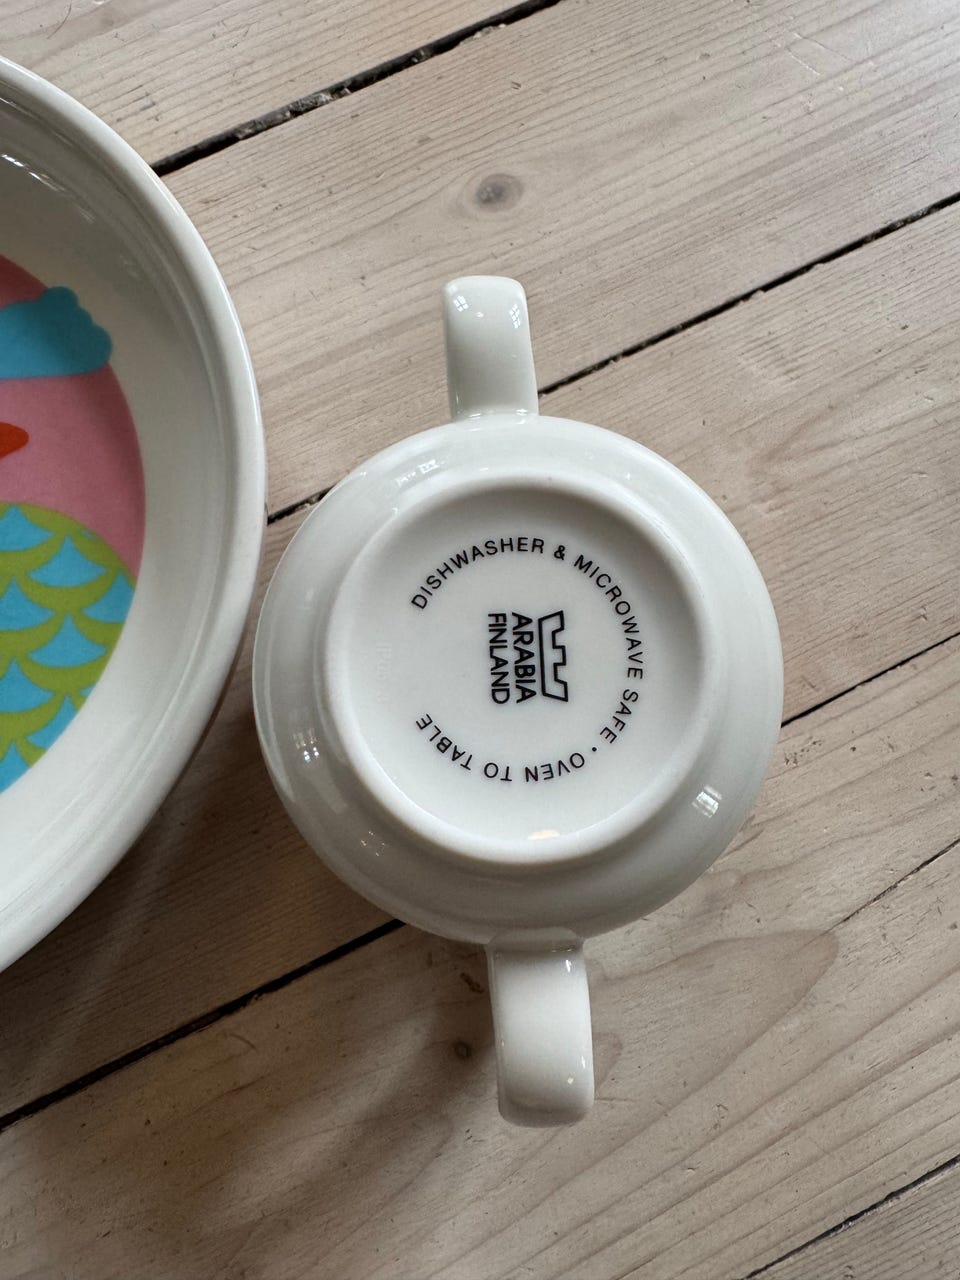 DISHWASHER & MICROWAVE SAFE • OVEN TO TABLE
ARABIA
FINLAND